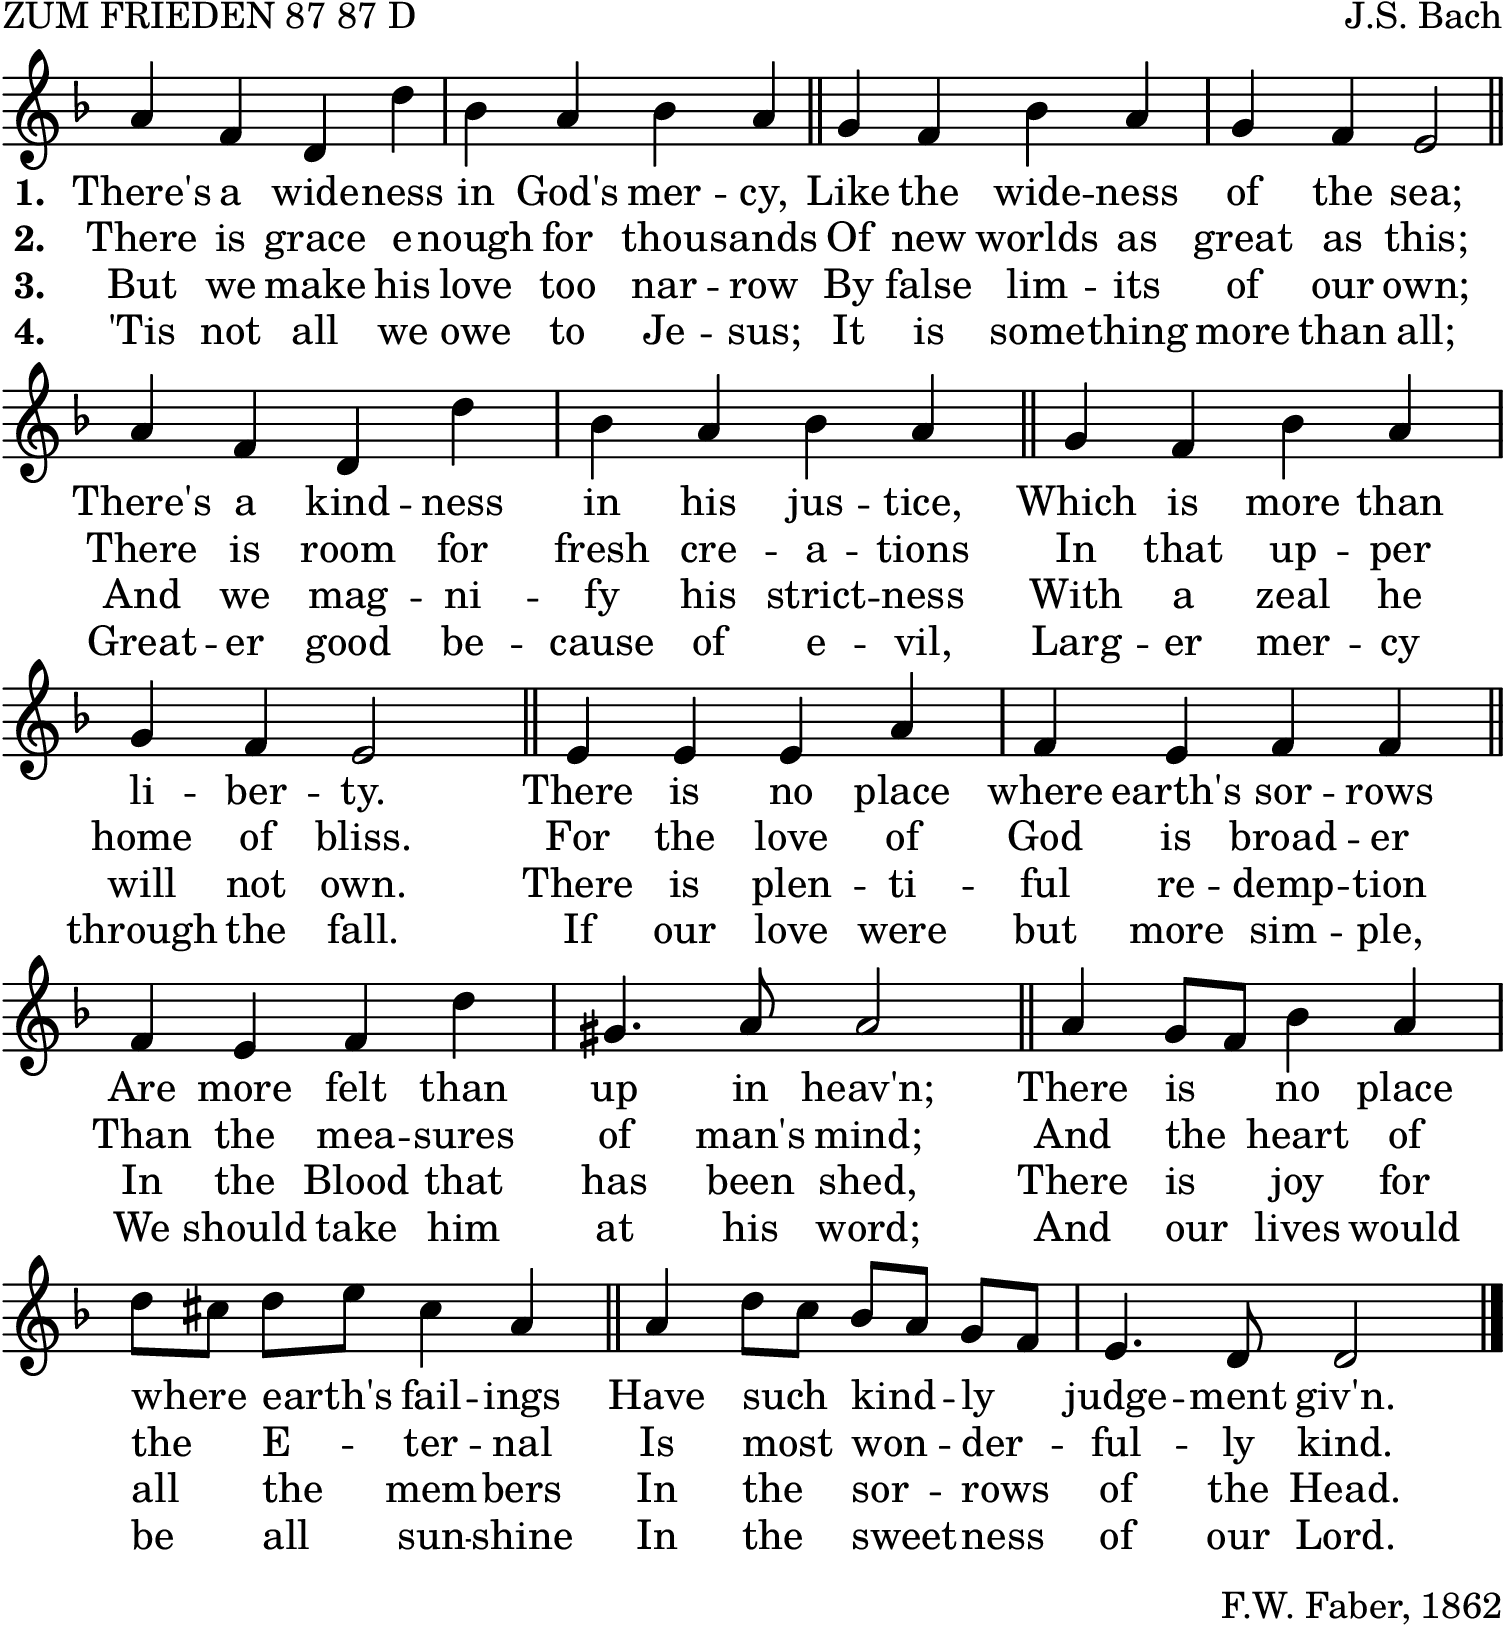 ZUM FRIEDEN 87 87 D
J.S. Bach
1. There's a wideness in God's mer - cy, Like the wide - ness of the sea;
2. There is grace enough for thousands Of new worlds as great as this;
3. But we make his love too nar - row By false lim - its of our own;
4. 'Tis not all we owe to Je - sus; It is something more than all;
There's a kind - ness in his jus - tice, Which is more than
There is room for fresh cre - a - tions In that up - per
And we mag - ni - fy his strict - ness With a zeal he
Great - er good be - cause of e - vil, Larg - er mer - cy
li - ber - ty. There is no place where earth's sor - rows
home of bliss. For the love of God is broad - er
will not own. There is plen - ti - ful re - demp - tion
through the fall. If our love were but more sim - ple,
Are more felt than up in heav'n; There is no place
Than the mea - sures of man's mind; And the heart of
In the Blood that has been shed, There is joy for
We should take him at his word; And our lives would
where earth's fail - ings Have such kind - ly judge - ment giv'n.
the E - ter - nal Is most won - der - ful - ly kind.
all the members In the sor - rows of the Head.
be all sun - shine In the sweetness of our Lord.
F.W. Faber, 1862